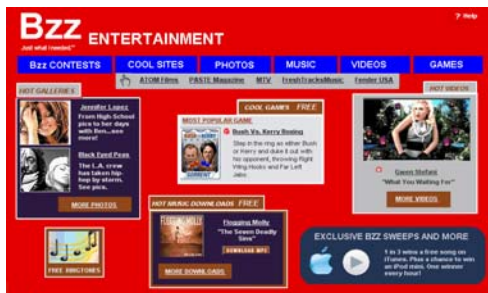 ? Help
Bzz ENTERTAINMENT
Just what I needed.™
Bzz CONTESTS
COOL SITES
PHOTOS
MUSIC
VIDEOS
GAMES
ATOM Films
PASTE Magazine
MTV
FreshTracksMusic
Fender USA
HOT GALLERIES
Jennifer Lopez
From High School
pics to her days
with Ben...see
more!
Black Eyed Peas
The L.A. crew
has taken hip-
hop by storm.
See pics.
MORE PHOTOS
COOL GAMES FREE
MOST POPULAR GAME
Bush Vs. Kerry Boxing
Step in the ring as either Bush
or Kerry and duke it out with
his opponent, throwing Right
Wing Hooks and Far Left
Jabs
HOT VIDEOS
Gwen Stefani
"What You Waiting For"
MORE VIDEOS
HOT MUSIC DOWNLOADS FREE
FLOGGING MOLLY
Flogging Molly
"The Seven Deadly
Sins"
DOWNLOAD MP3
MORE DOWNLOADS
FREE RINGTONES
EXCLUSIVE BZZ SWEEPS AND MORE
1 in 3 wins a free song on
iTunes. Plus a chance to win
an iPod mini. One winner
every hour!